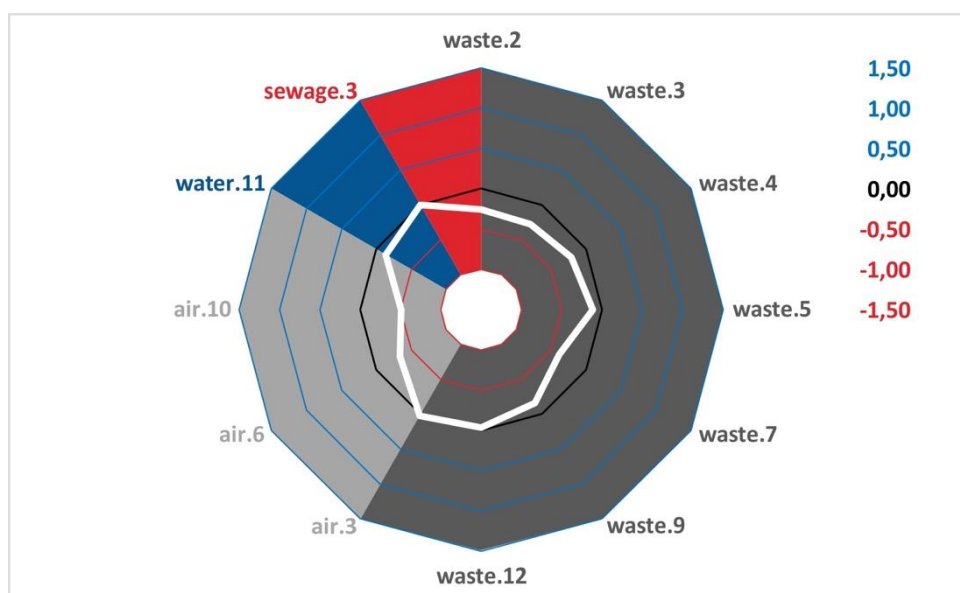 waste.2
sewage.3
waste.3
water.11
waste.4
air.10
waste.5
air.6
waste.7
air.3
waste.9
waste.12
1,50
1,00
0,50
0,00
-0,50
-1,00
-1,50